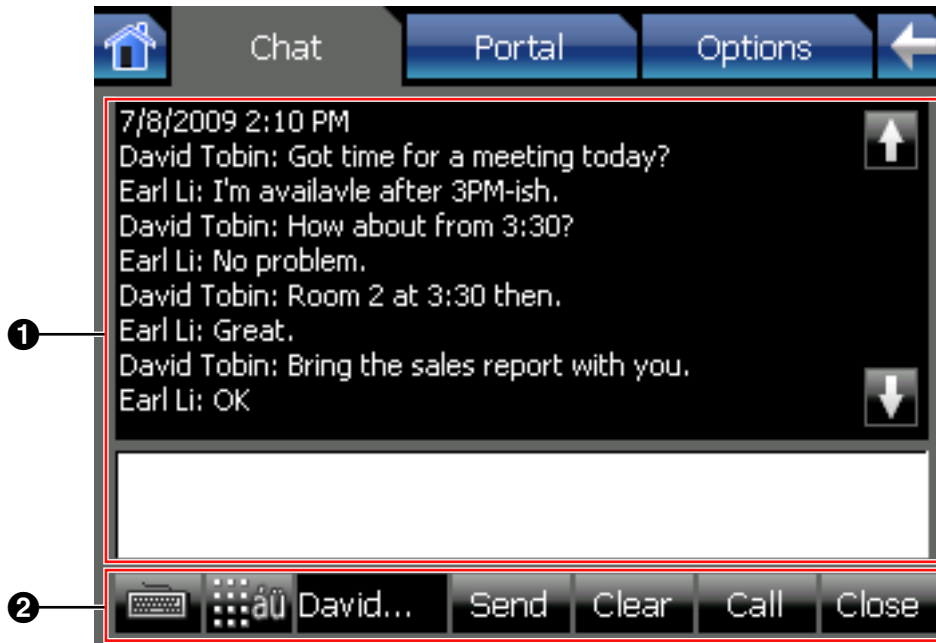 Chat Portal Options
7/8/2009 2:10 PM
David Tobin: Got time for a meeting today?
Earl Li: I'm availavle after 3PM-ish.
David Tobin: How about from 3:30?
Earl Li: No problem.
David Tobin: Room 2 at 3:30 then.
Earl Li: Great.
David Tobin: Bring the sales report with you.
Earl Li: OK
1
2
áü David... Send Clear Call Close